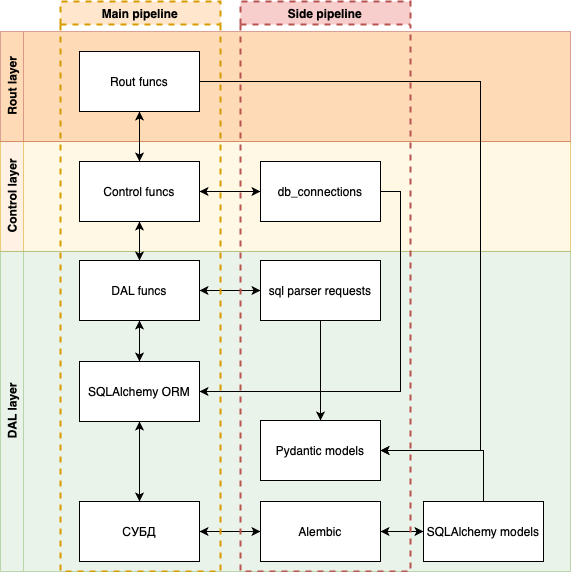 Main pipeline
Side pipeline
Rout layer
Rout funcs
Control layer
Control funcs
db_connections
DAL layer
DAL funcs
sql parser requests
SQLAlchemy ORM
Pydantic models
СУБД
Alembic
SQLAlchemy models